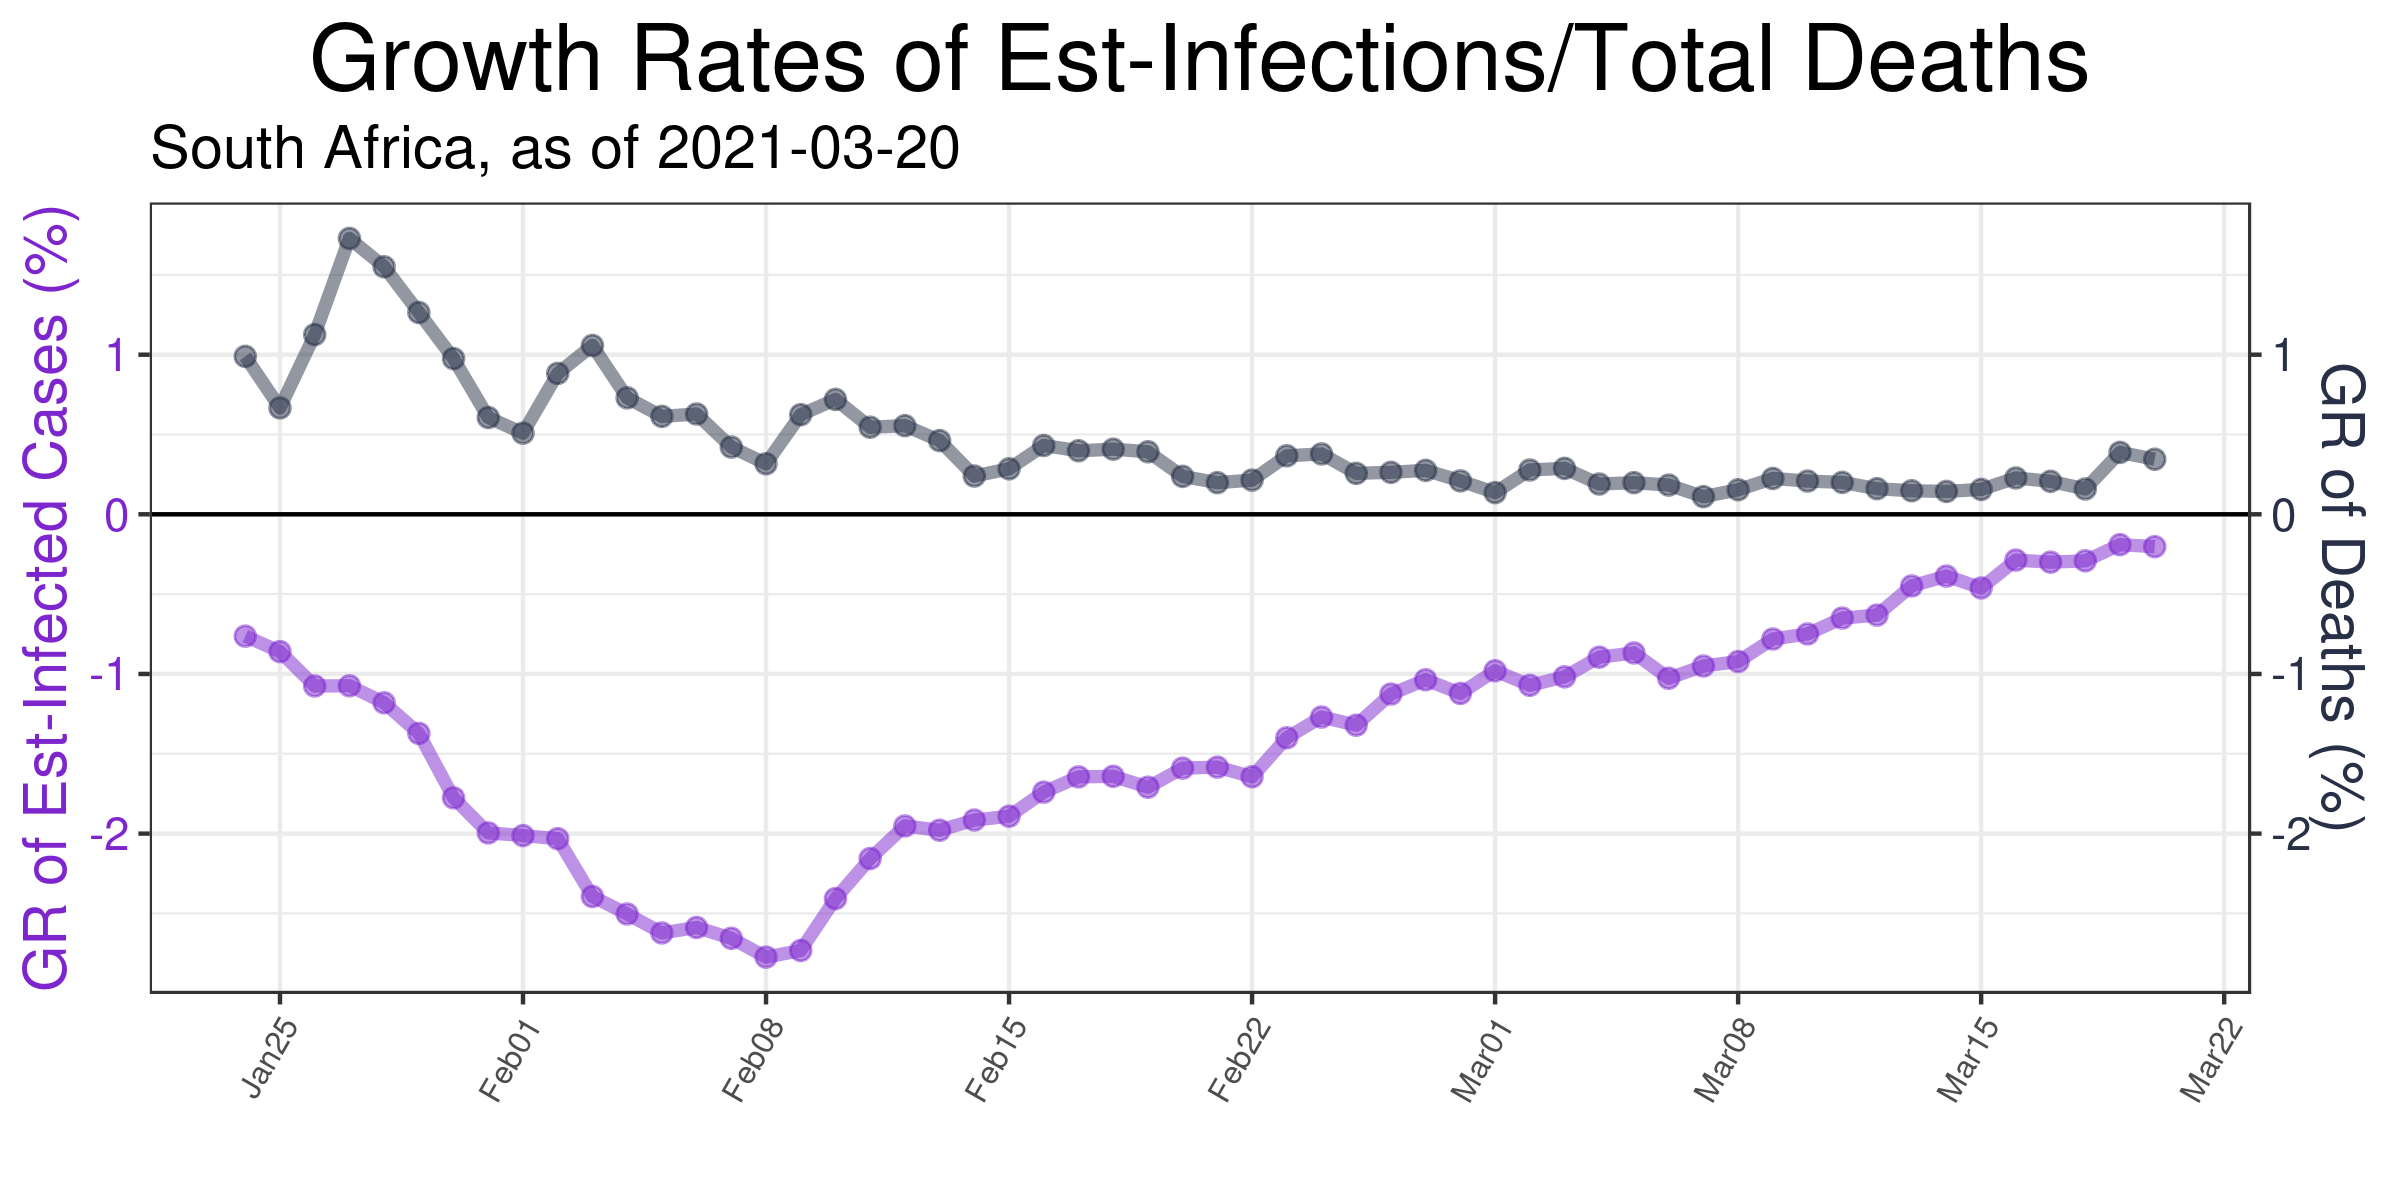 Growth Rates of Est-Infections/Total Deaths
South Africa, as of 2021-03-20
GR of Est-Infected Cases (%)
1
0
-1
-2
1
0
-1
-2
GR of Deaths (%)
Jan25
Feb01
Feb08
Feb15
Feb22
Mar01
Mar08
Mar15
Mar22